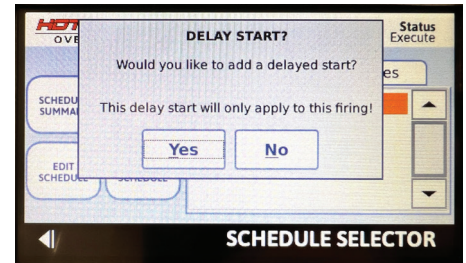 DELAY START?
Would you like to add a delayed start?
This delay start will only apply to this firing!
Yes
No
Status
Execute
SCHEDULE SELECTOR